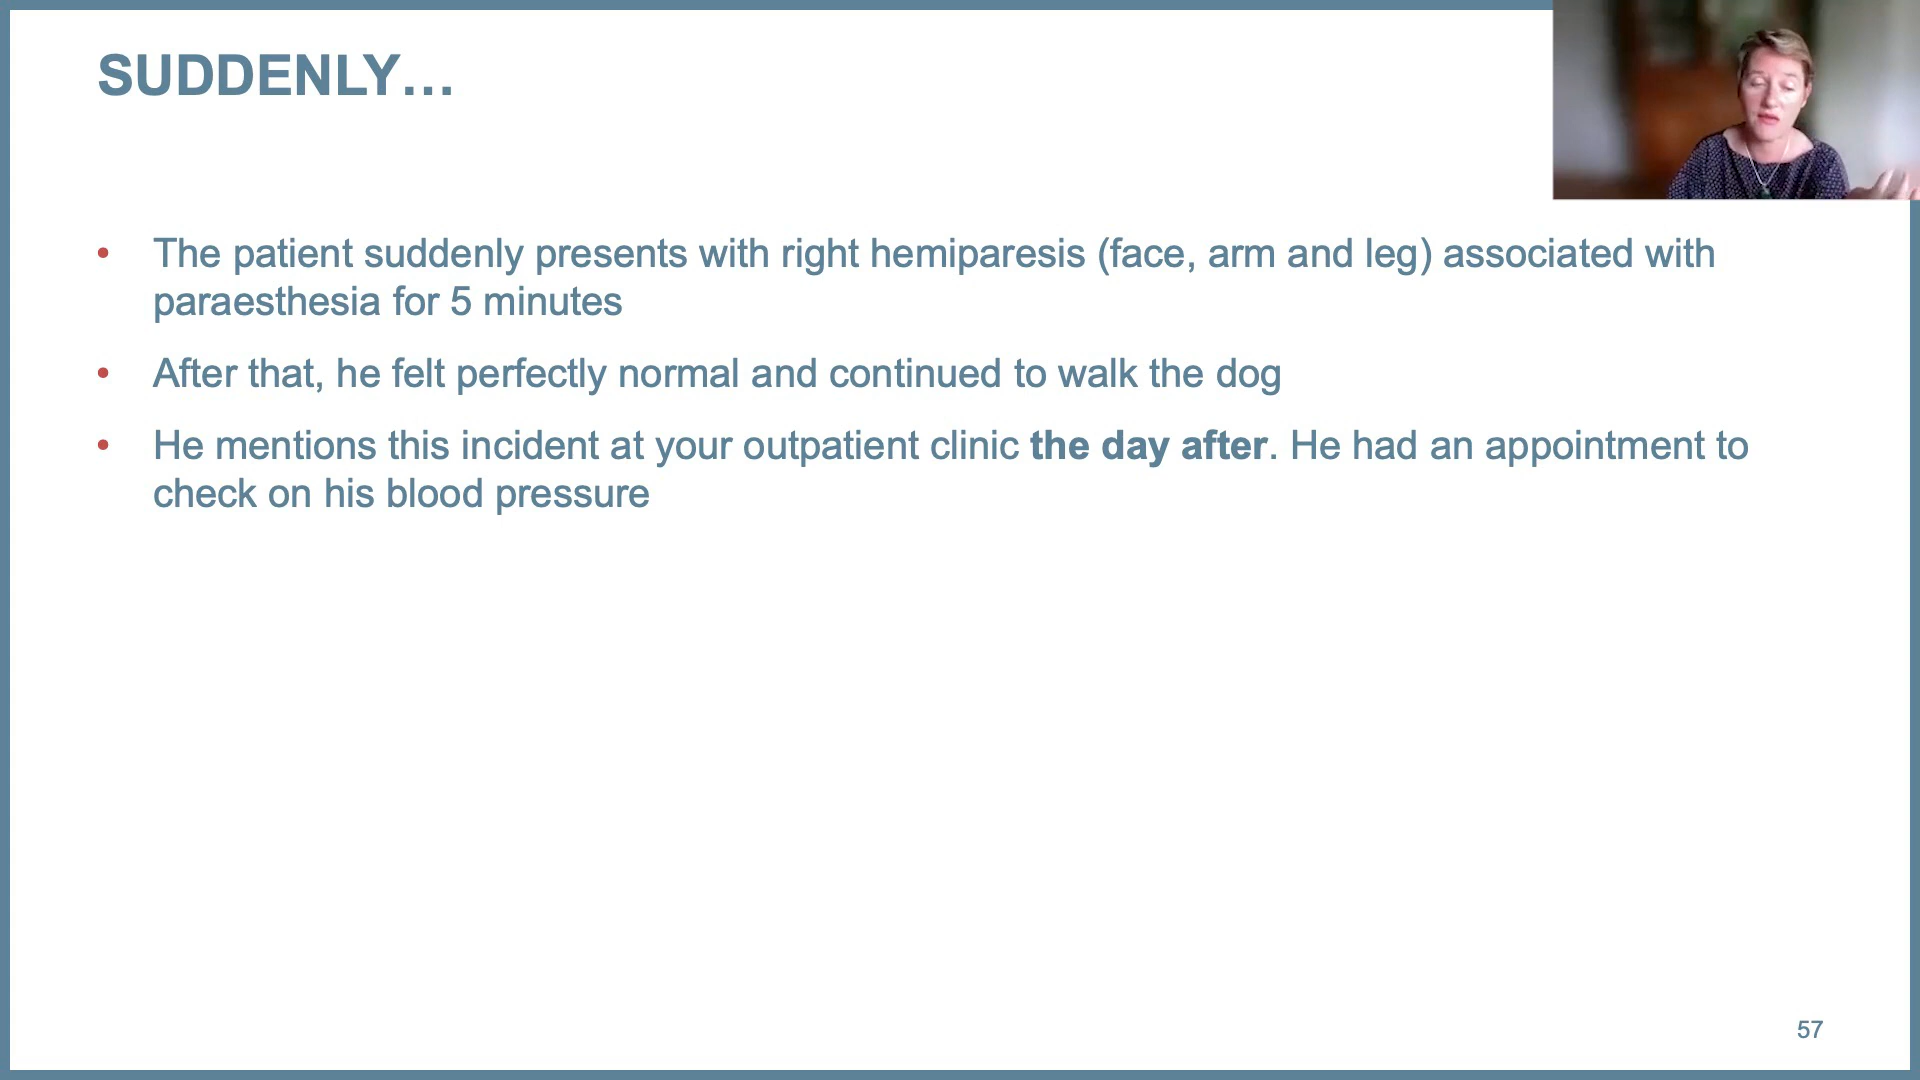 SUDDENLY…
• The patient suddenly presents with right hemiparesis (face, arm and leg) associated with
paraesthesia for 5 minutes
• After that, he felt perfectly normal and continued to walk the dog
• He mentions this incident at your outpatient clinic the day after. He had an appointment to
check on his blood pressure
57